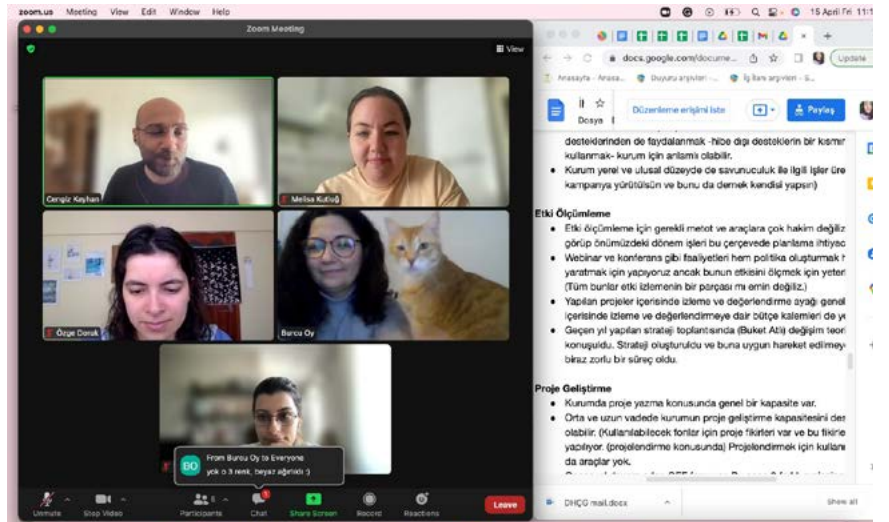 zoom.us Meeting View Edit Window Help
15 April Fri 11:1
Zoom Meeting
View
Cengiz Kayhan
Melisa Kutluğ
Özge Doruk
Burcu Oy
BO
From Burcu Oy to Everyone
yok o 3 renk, beyaz ağırlıklı :)
Unmute
Stop Video
Participants
Chat
Share Screen
Record
Reactions
Leave
docs.google.com/docume...
Update
Anasayfa - Anasa...
Duyuru arşivleri -...
İş ilanı arşivleri - S...
Dosya
Düzenleme erişimi iste
Paylaş
desteklerinden de faydalanmak -hibe dışı desteklerin bir kısmır
kullanmak- kurum için anlamlı olabilir.
Kurum yerel ve ulusal düzeyde de savunuculuk ile ilgili işler üre
kampanya yürütülsün ve bunu da dernek kendisi yapsın)
Etki Ölçümleme
Etki ölçümleme için gerekli metot ve araçlara çok hakim değiliz
görüp önümüzdeki dönem işleri bu çerçevede planlama ihtiyac
Webinar ve konferans gibi faaliyetleri hem politika oluşturmak h
yaratmak için yapıyoruz ancak bunun etkisini ölçmek için yeter
(Tüm bunlar etki izlemenin bir parçası mı emin değiliz.)
Yapılan projeler içerisinde izleme ve değerlendirme ayağı genel
içerisinde izleme ve değerlendirmeye dair bütçe kalemleri de ye
Geçen yıl yapılan strateji toplantısında (Buket Atlı) değişim teori
konuşuldu. Strateji oluşturuldu ve buna uygun hareket edilmey
biraz zorlu bir süreç oldu.
Proje Geliştirme
Kurumda proje yazma konusunda genel bir kapasite var.
Orta ve uzun vadede kurumun proje geliştirme kapasitesini der
olabilir. (Kullanılabilecek fonlar için proje fikirleri var ve bu fikirle
yapılıyor. (projelendirme konusunda) Projelendirmek için kullanı
da araçlar yok.
DHÇG mail.docx
Show all